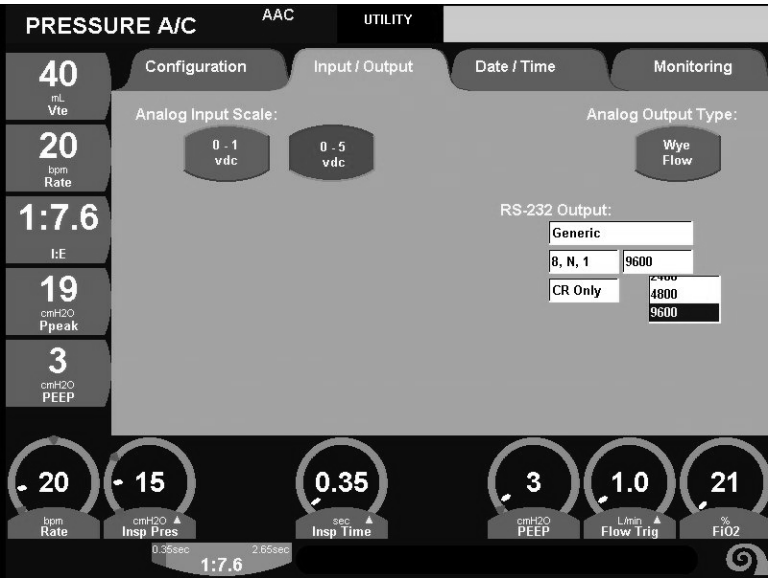 PRESSURE A/C
AAC
UTILITY
Configuration
Input / Output
Date / Time
Monitoring
40
mL
Vte
20
bpm
Rate
1:7.6
I:E
19
cmH2O
Ppeak
3
cmH2O
PEEP
Analog Input Scale:
0 - 1
vdc
0 - 5
vdc
Analog Output Type:
Wye
Flow
RS-232 Output:
Generic
8, N, 1
9600
CR Only
2400
4800
9600
20
bpm
Rate
15
cmH2O
Insp Pres
0.35
sec
Insp Time
3
cmH2O
PEEP
1.0
L/min
Flow Trig
21
%
FiO2
0.35sec
2.65sec
1:7.6